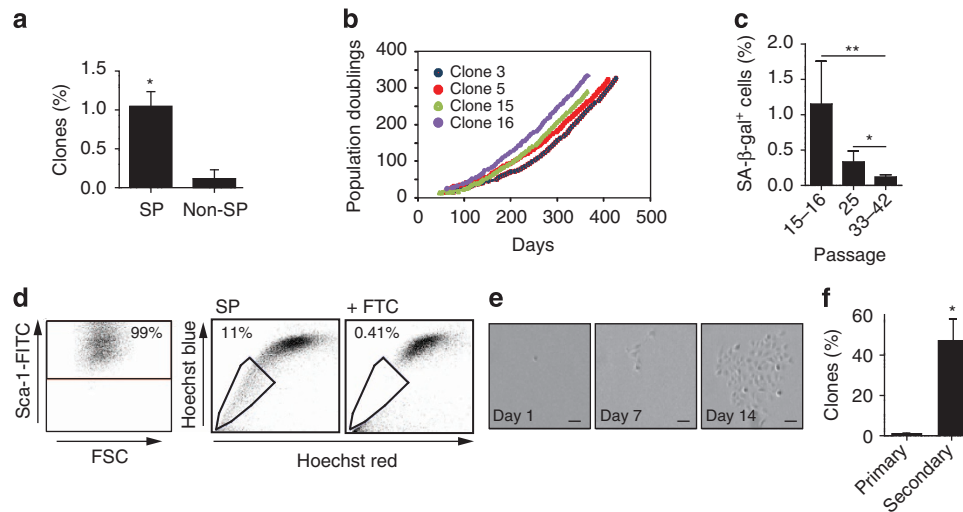 a
Clones (%)
1.5
1.0
0.5
0.0
*
SP
Non-SP
b
Population doublings
400
300
200
100
0
Clone 3
Clone 5
Clone 15
Clone 16
0
100
200
300
400
500
Days
c
SA-β-gal+ cells (%)
2.0
1.5
1.0
0.5
0.0
**
*
15–16
25
33–42
Passage
d
Sca-1-FITC
99%
FSC
SP
Hoechst blue
11%
+ FTC
0.41%
Hoechst red
e
Day 1
Day 7
Day 14
f
Clones (%)
60
40
20
0
*
Primary
Secondary